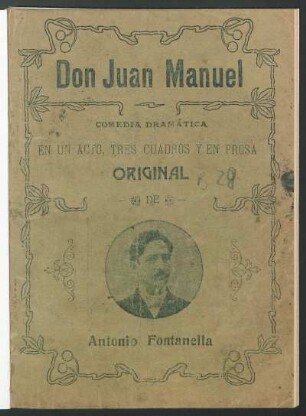 Don Juan Manuel
COMEDIA DRAMÁTICA
EN UN ACTO, TRES CUADROS Y EN PROSA
ORIGINAL
DE
Antonio Fontanella